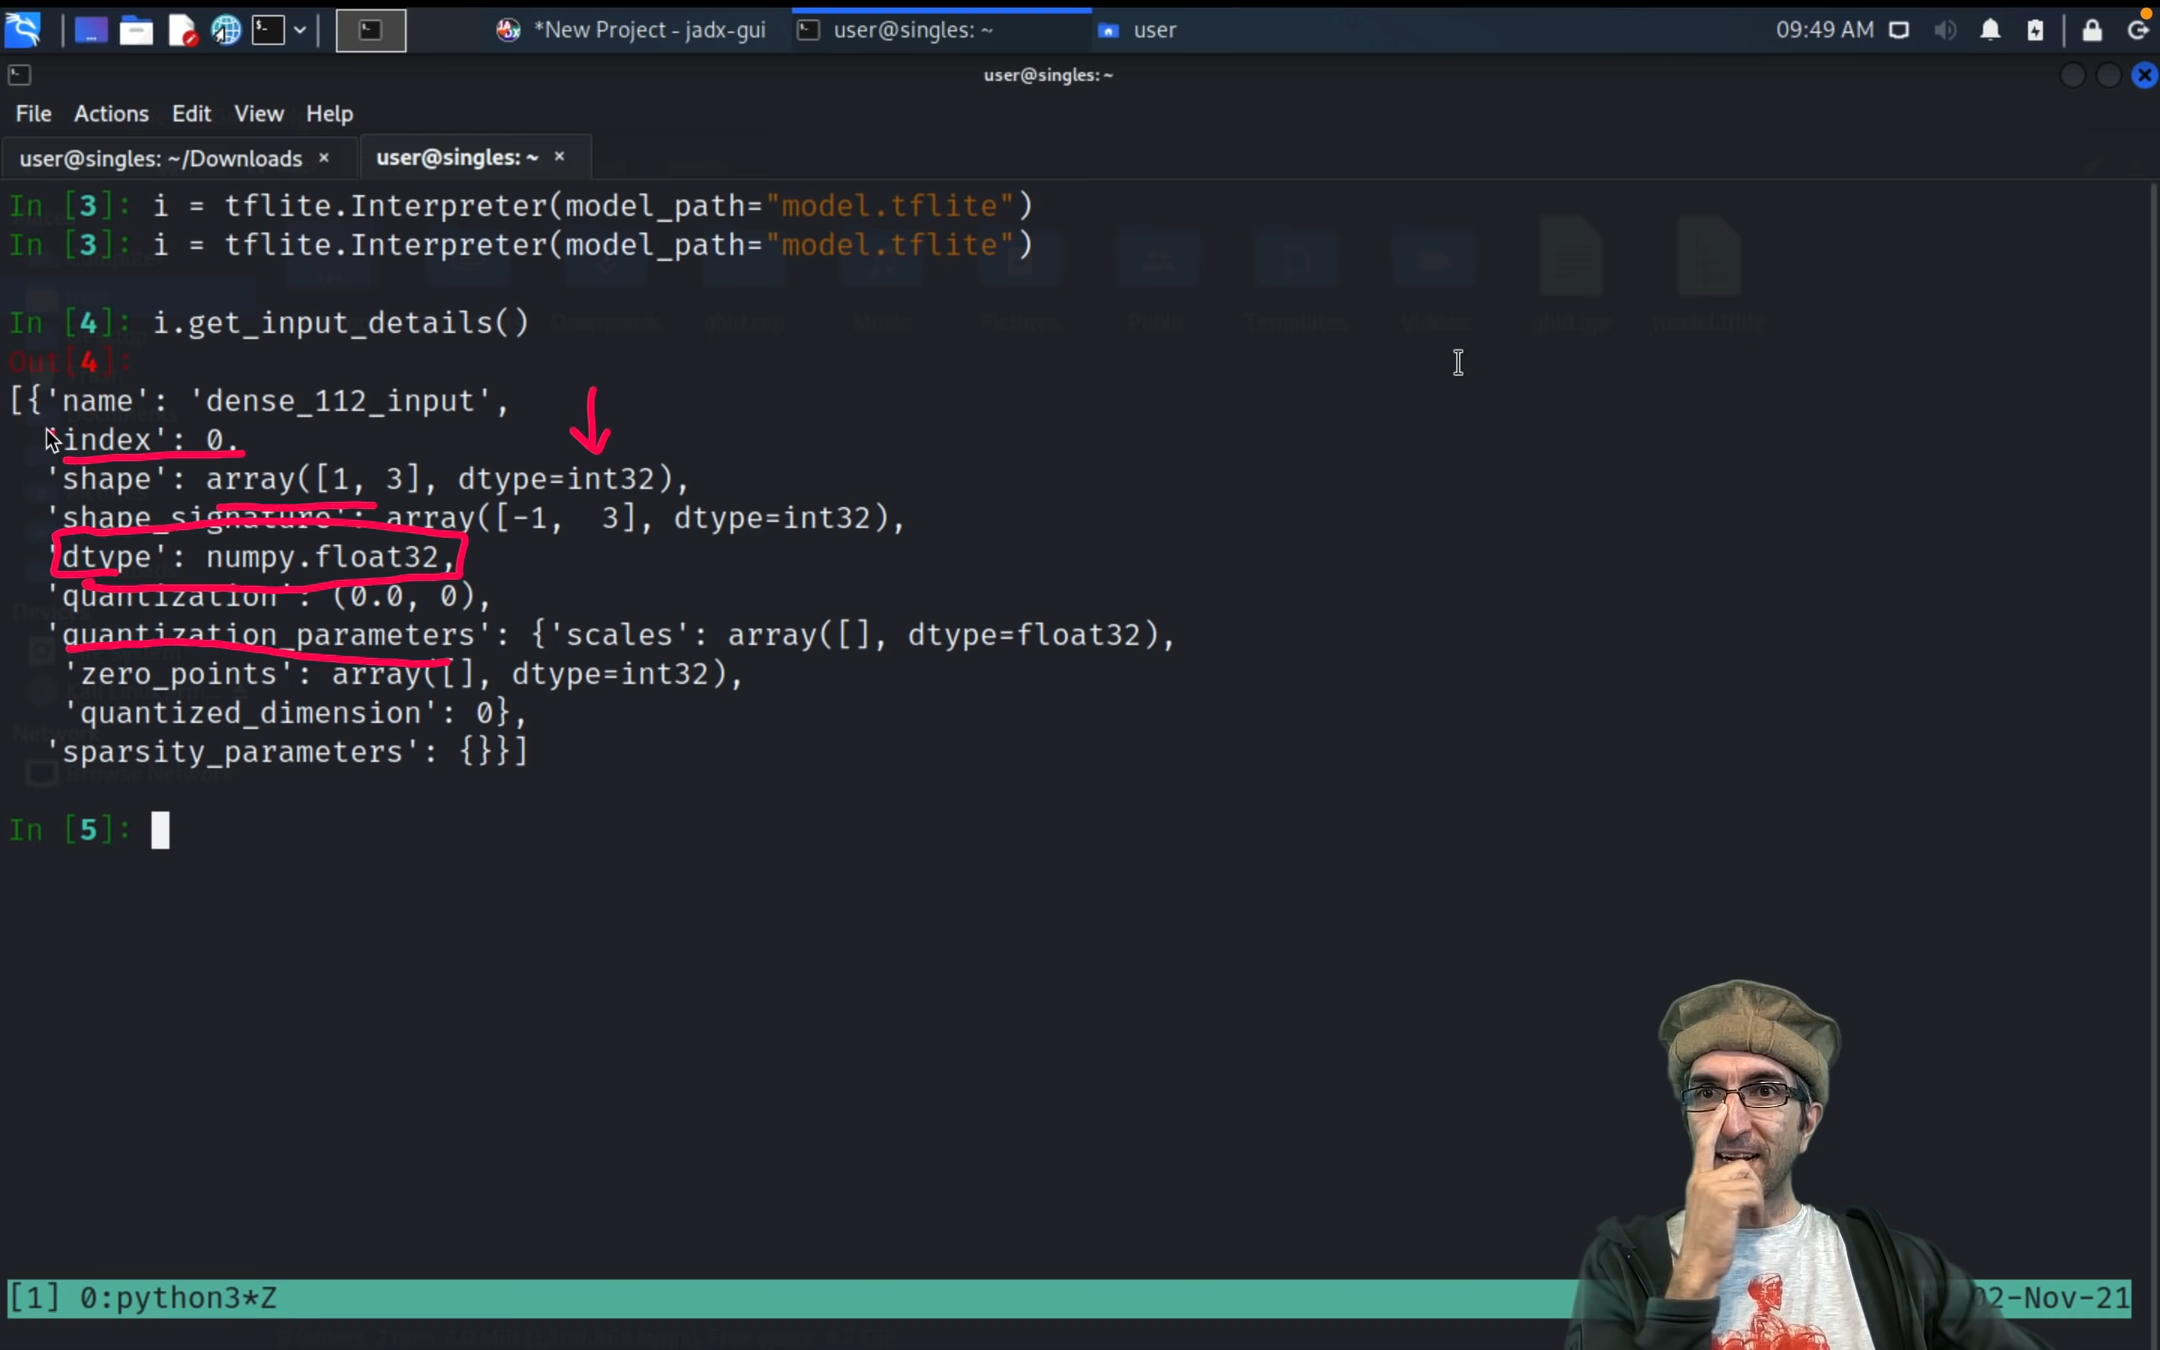 *New Project - jadx-gui
user@singles: ~
user
09:49 AM
user@singles: ~
File Actions Edit View Help
user@singles: ~/Downloads ×
user@singles: ~ ×
In [3]: i = tflite.Interpreter(model_path="model.tflite")
In [3]: i = tflite.Interpreter(model_path="model.tflite")
In [4]: i.get_input_details()
Out[4]:
[{'name': 'dense_112_input',
'index': 0,
'shape': array([1, 3], dtype=int32),
'shape_signature': array([-1, 3], dtype=int32),
'dtype': numpy.float32,
'quantization': (0.0, 0),
'quantization_parameters': {'scales': array([], dtype=float32),
'zero_points': array([], dtype=int32),
'quantized_dimension': 0},
'sparsity_parameters': {}}]
In [5]:
[1] 0:python3*Z
02-Nov-21